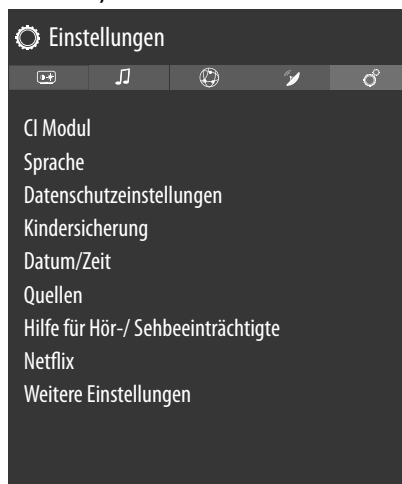 Einstellungen
CI Modul
Sprache
Datenschutzeinstellungen
Kindersicherung
Datum/Zeit
Quellen
Hilfe für Hör-/ Sehbeeinträchtigte
Netflix
Weitere Einstellungen